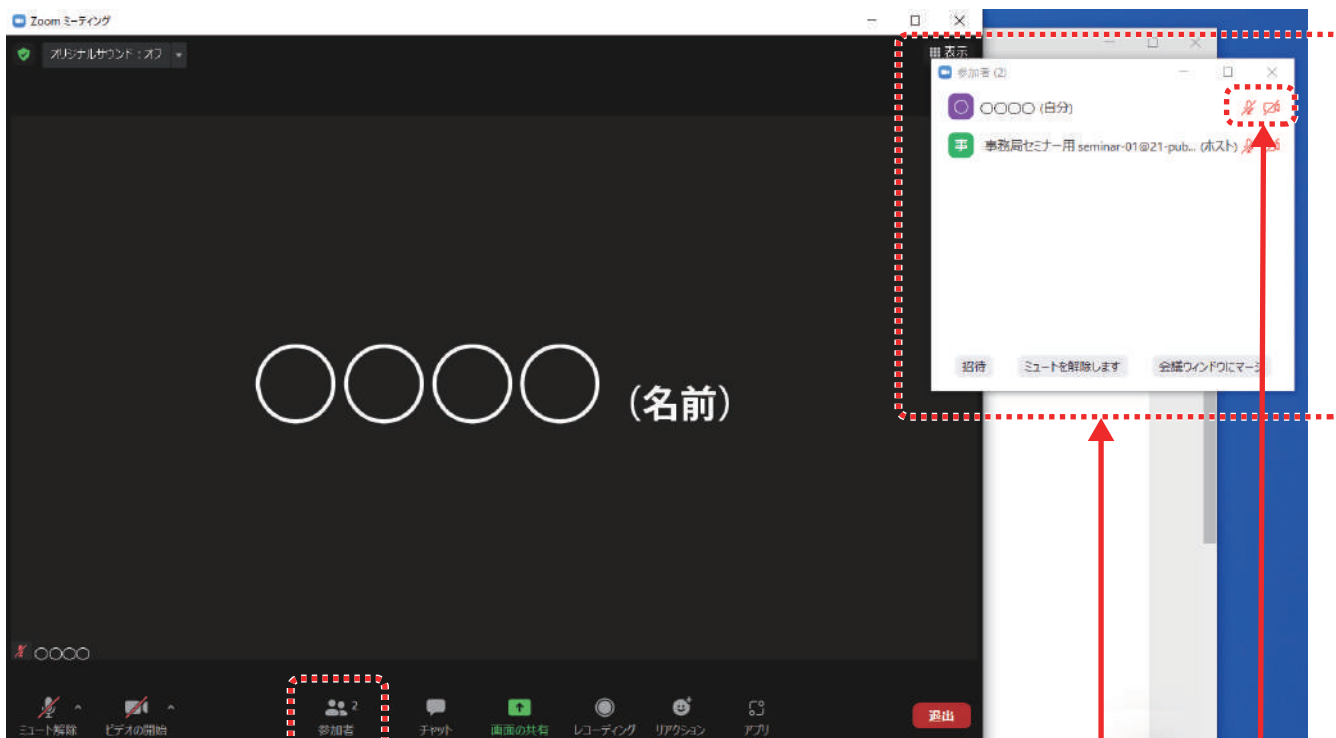 Zoom ミーティング
オリジナルサウンド：オフ
表示
参加者 (2)
○ ○○○○ (自分)
事 事務局セミナー用 seminar-01@21-pub... (ホスト)
招待 ミュートを解除します 会議ウィンドウにマージ
○○○○ (名前)
○○○○
2
ミュート解除 ビデオの開始 参加者 チャット 画面の共有 レコーディング リアクション アプリ 退出